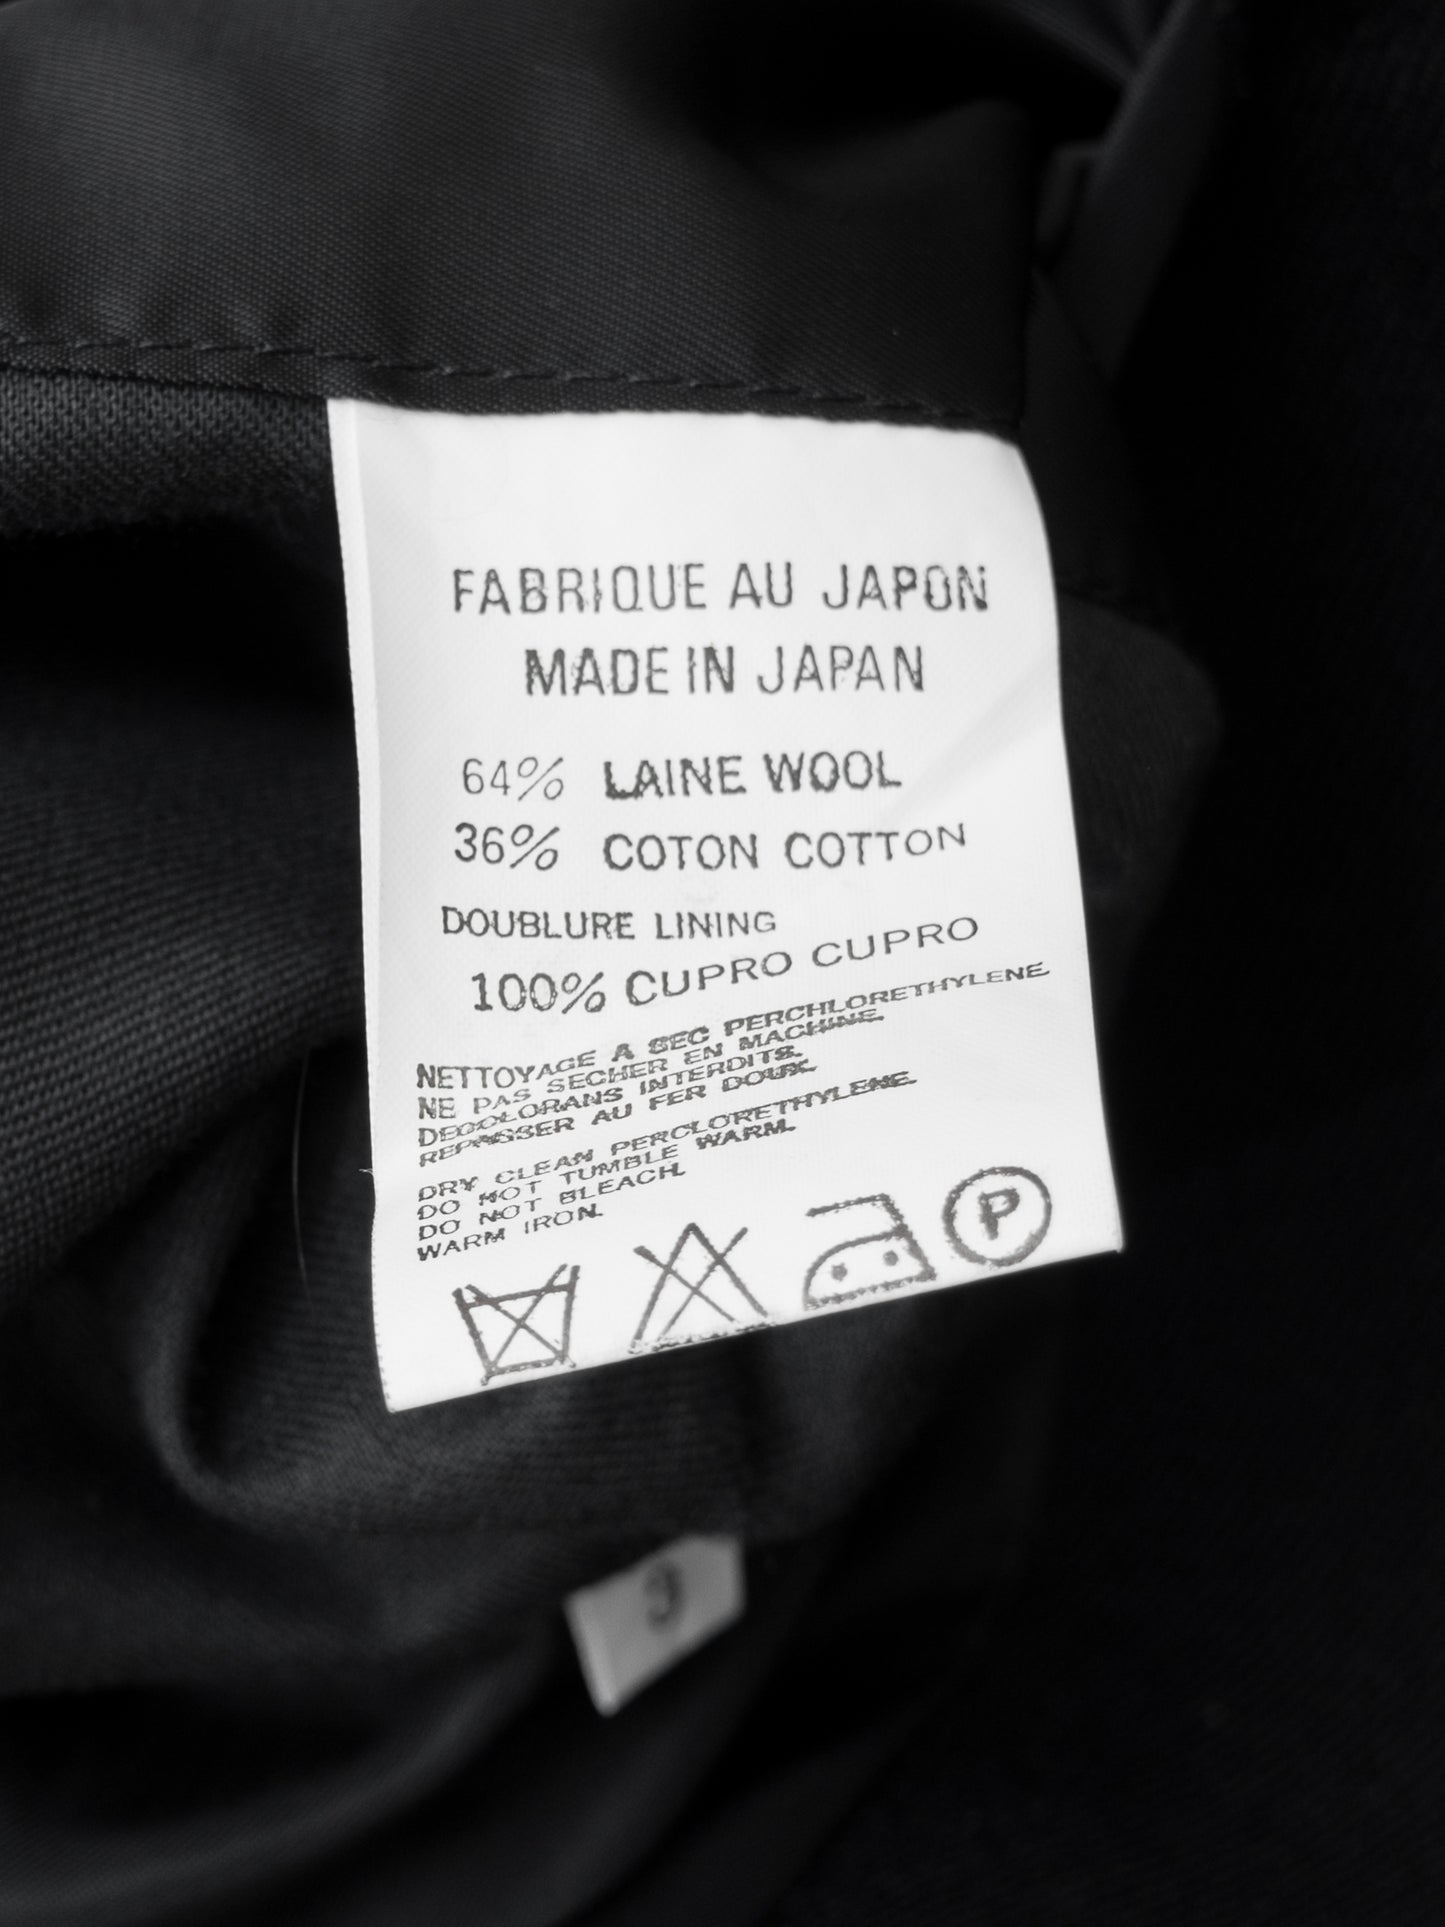 FABRIQUE AU JAPON
MADE IN JAPAN
64% LAINE WOOL
36% COTON COTTON
DOUBLURE LINING
100% CUPRO CUPRO
NETTOYAGE A SEC PERCHLORETHYLENE.
NE PAS SECHER EN MACHINE.
DECOLORANS INTERDITS.
REPASSER AU FER DOUX.
DRY CLEAN PERCLORETHYLENE.
DO NOT TUMBLE WARM.
DO NOT BLEACH.
WARM IRON.
P
3